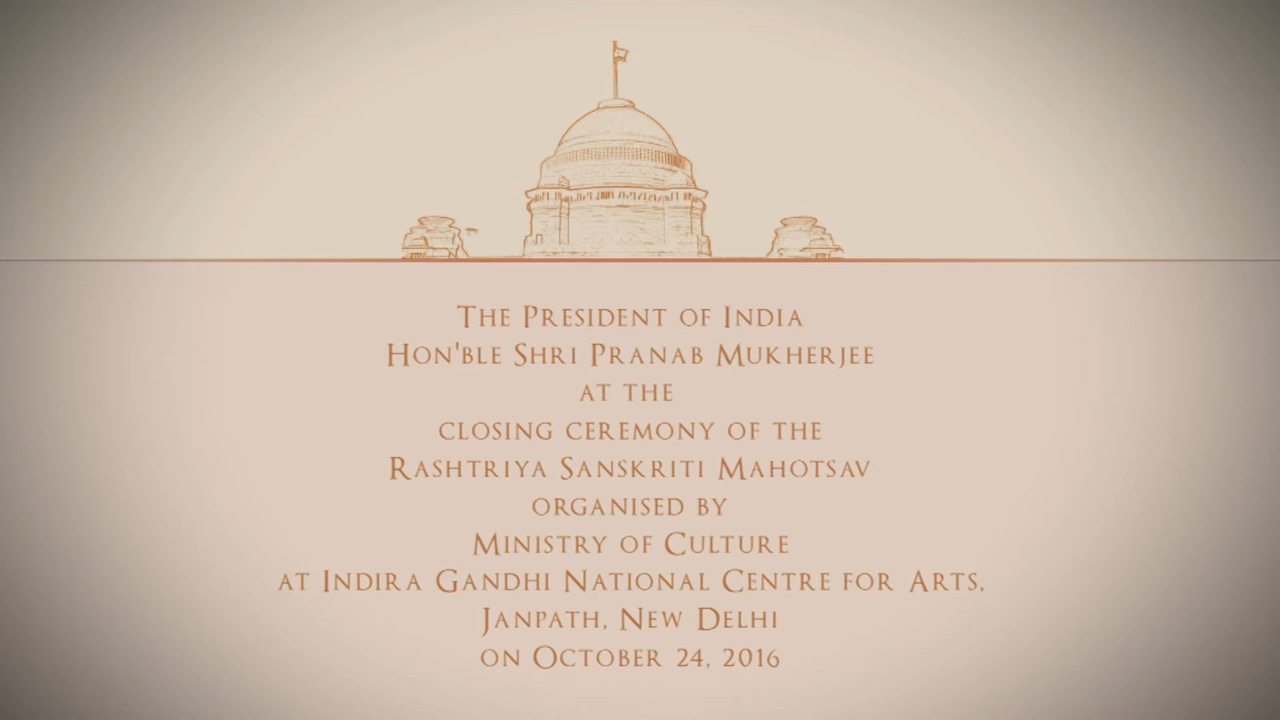 The President of India
Hon'ble Shri Pranab Mukherjee
at the
closing ceremony of the
Rashtriya Sanskriti Mahotsav
organised by
Ministry of Culture
at Indira Gandhi National Centre for Arts,
Janpath, New Delhi
on October 24, 2016